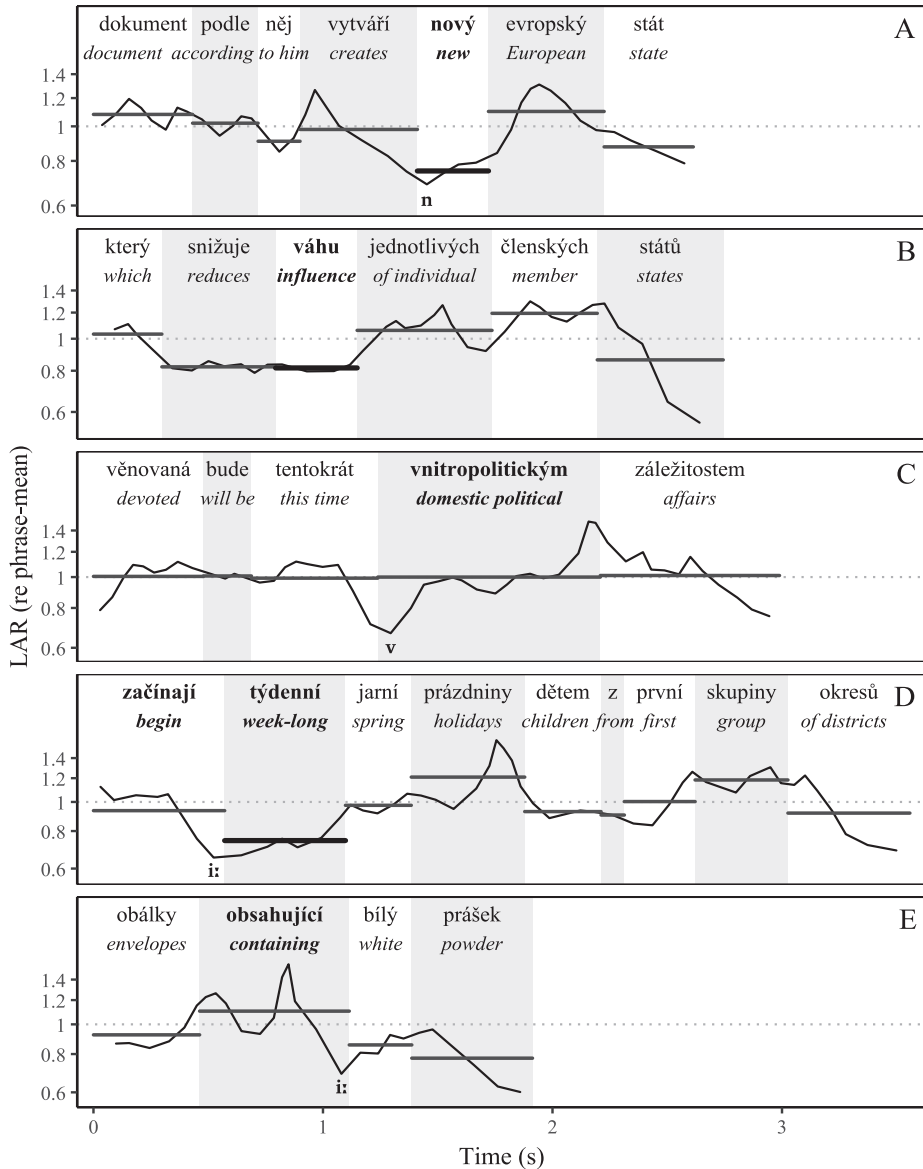 dokument podle něj vytváří nový evropský stát A
document according to him creates new European state
1.4
1.2
1
0.8
0.6
n
který snižuje váhu jednotlivých členských států B
which reduces influence of individual member states
1.4
1.2
1
0.8
0.6
věnovaná bude tentokrát vnitropolitickým záležitostem C
devoted will be this time domestic political affairs
1.4
1.2
1
0.8
0.6
v
LAR (re phrase-mean)
začínají týdenní jarní prázdniny dětem z první skupiny okresů D
begin week-long spring holidays children from first group of districts
1.4
1.2
1
0.8
0.6
iː
obálky obsahující bílý prášek E
envelopes containing white powder
1.4
1.2
1
0.8
0.6
iː
0 1 2 3
Time (s)